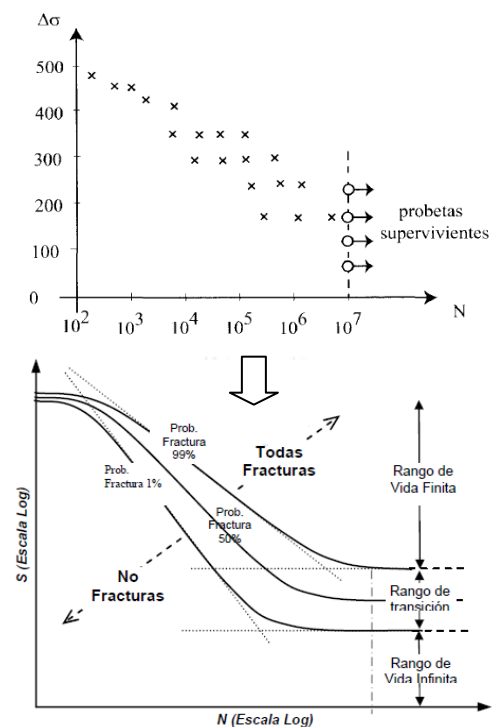 Δσ
500
400
300
200
100
0
10²
10³
10⁴
10⁵
10⁶
10⁷
N
probetas
supervivientes
S (Escala Log)
Prob.
Fractura
99%
Todas
Fracturas
Prob.
Fractura 1%
Prob.
Fractura
50%
No
Fracturas
Rango de
Vida Finita
Rango de
transición
Rango de
Vida Infinita
N (Escala Log)